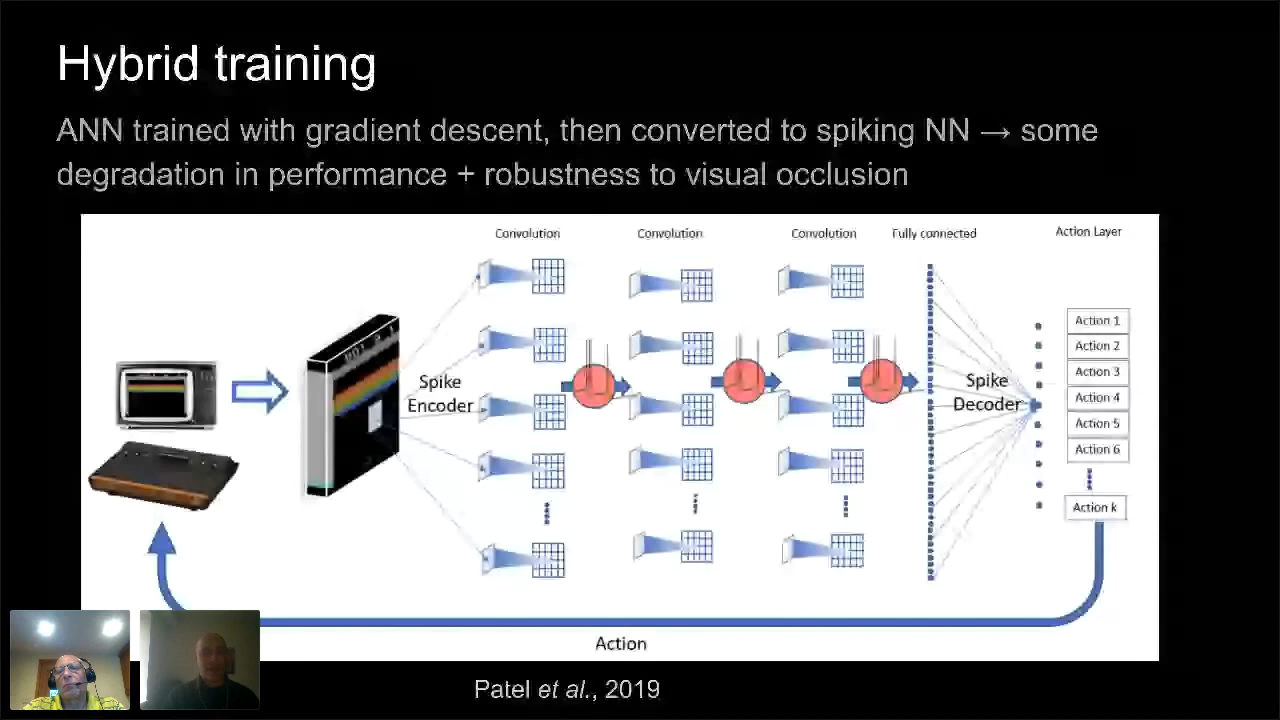 Hybrid training
ANN trained with gradient descent, then converted to spiking NN → some
degradation in performance + robustness to visual occlusion
Convolution
Convolution
Convolution
Fully connected
Action Layer
Spike
Encoder
Spike
Decoder
Action 1
Action 2
Action 3
Action 4
Action 5
Action 6
Action k
Action
Patel et al., 2019